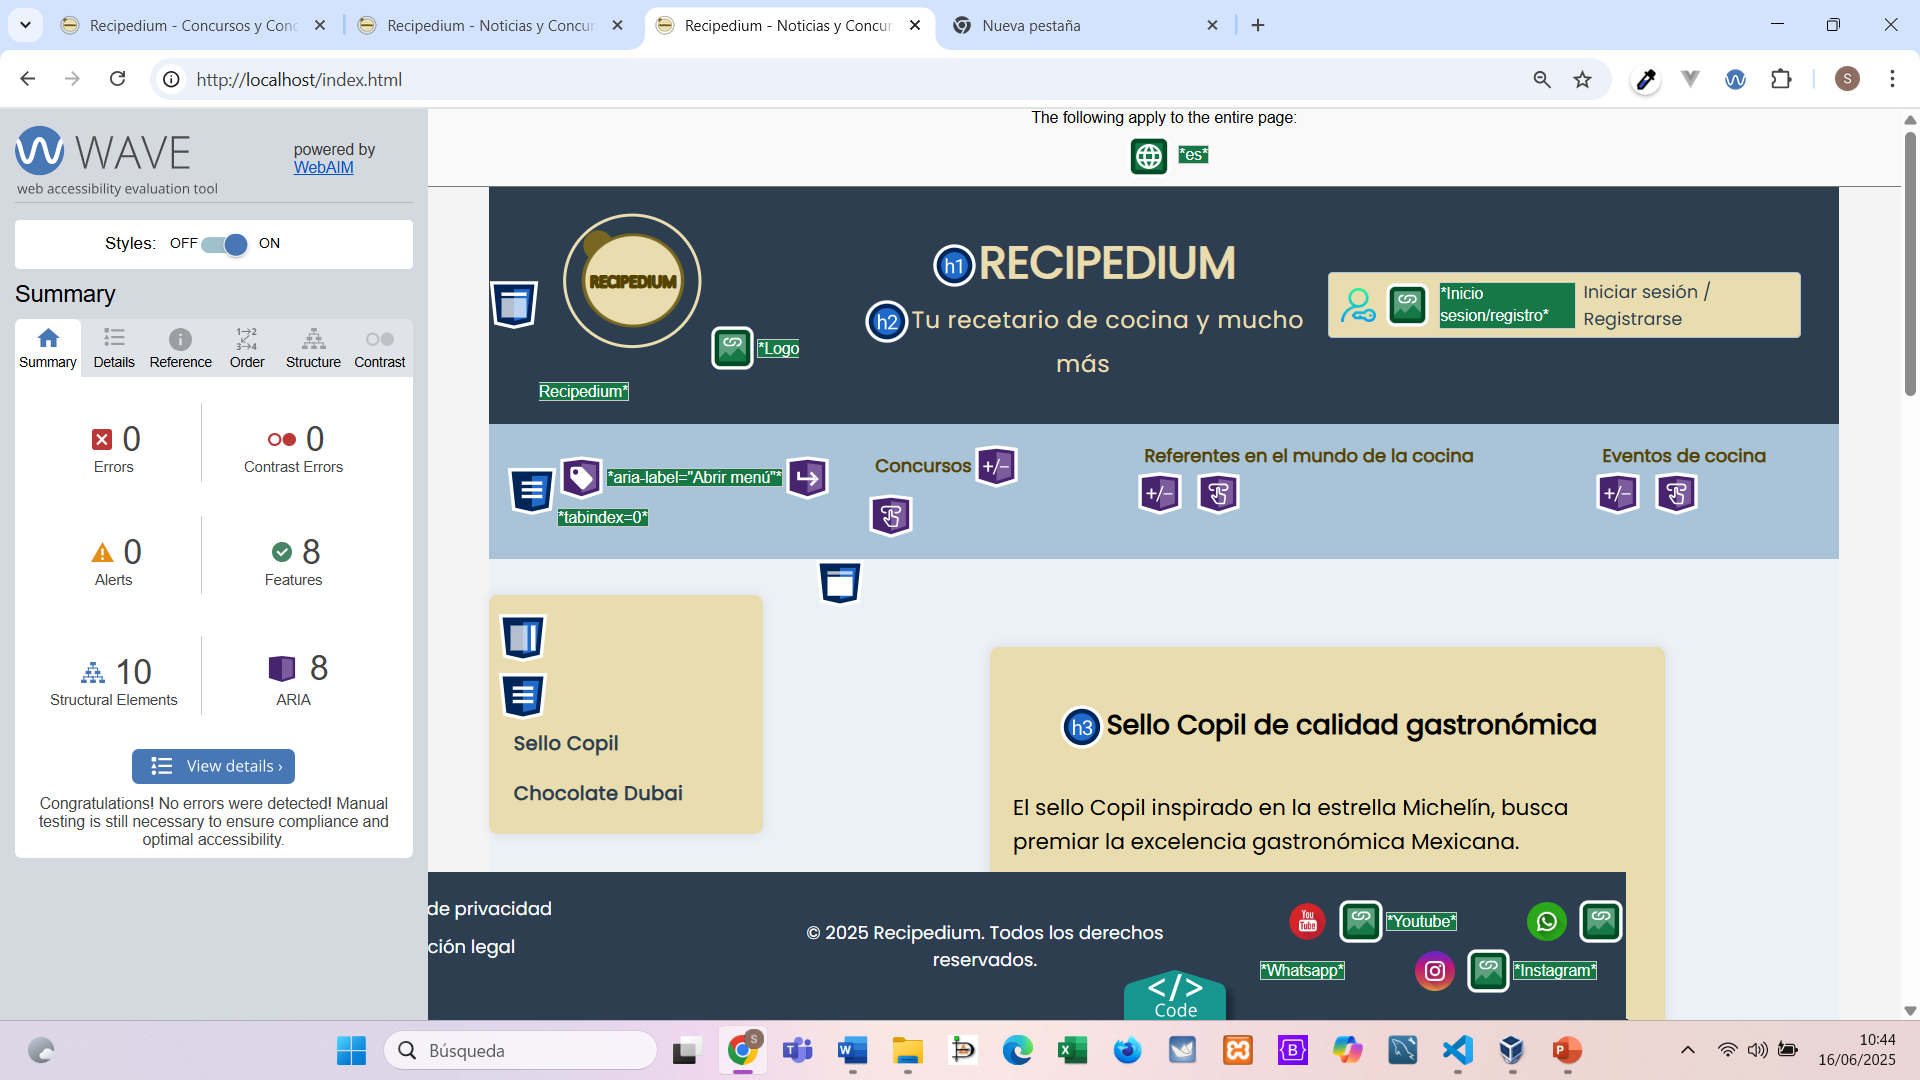 Recipedium - Concursos y Conc
Recipedium - Noticias y Concur
Recipedium - Noticias y Concur
Nueva pestaña
http://localhost/index.html
S
WAVE
web accessibility evaluation tool
powered by
WebAIM
Styles: OFF ON
Summary
Summary Details Reference Order Structure Contrast
0
Errors
0
Contrast Errors
0
Alerts
8
Features
10
Structural Elements
8
ARIA
View details ›
Congratulations! No errors were detected! Manual
testing is still necessary to ensure compliance and
optimal accessibility.
The following apply to the entire page:
*es*
RECIPEDIUM
*Logo
Recipedium*
h1 RECIPEDIUM
h2 Tu recetario de cocina y mucho
más
*Inicio
sesion/registro*
Iniciar sesión /
Registrarse
*aria-label="Abrir menú"*
*tabindex=0*
Concursos +/-
Referentes en el mundo de la cocina
+/-
Eventos de cocina
+/-
Sello Copil
Chocolate Dubai
h3 Sello Copil de calidad gastronómica
El sello Copil inspirado en la estrella Michelín, busca
premiar la excelencia gastronómica Mexicana.
de privacidad
ción legal
© 2025 Recipedium. Todos los derechos
reservados.
You
Tube
*Youtube*
*Whatsapp*
*Instagram*
</>
Code
Búsqueda
S
10:44
16/06/2025